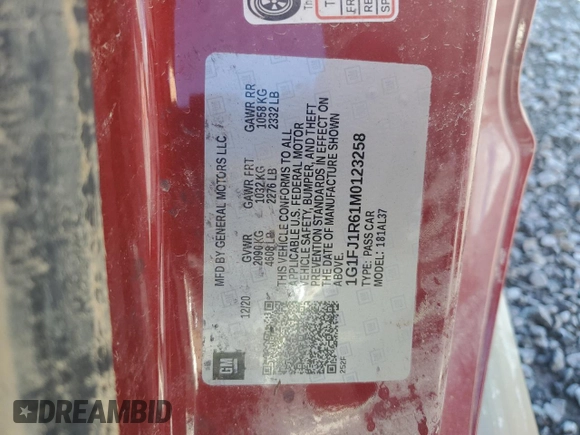 MFD BY GENERAL MOTORS LLC
12/20
GVWR
2090 KG
4608 LB
GAWR FRT
1032 KG
2276 LB
GAWR RR
1058 KG
2332 LB
THIS VEHICLE CONFORMS TO ALL
APPLICABLE U.S. FEDERAL MOTOR
VEHICLE SAFETY, BUMPER, AND THEFT
PREVENTION STANDARDS IN EFFECT ON
THE DATE OF MANUFACTURE SHOWN
ABOVE.
1G1FJ1R61M0123258
TYPE: PASS CAR
MODEL: 181AL37
GM
252F
DREAMBID